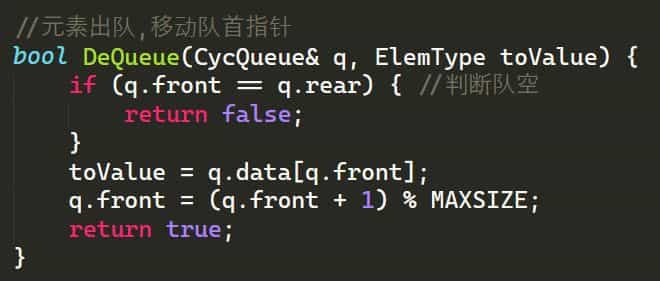 //元素出队,移动队首指针
bool DeQueue(CycQueue& q, ElemType toValue) {
    if (q.front == q.rear) { //判断队空
        return false;
    }
    toValue = q.data[q.front];
    q.front = (q.front + 1) % MAXSIZE;
    return true;
}